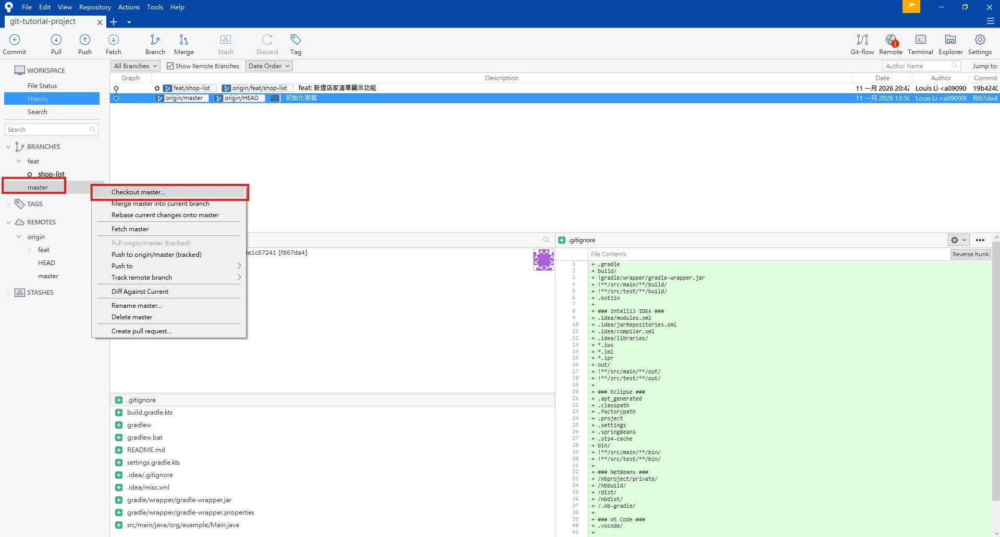 File Edit View Repository Actions Tools Help
git-tutorial-project
Commit Pull Push Fetch Branch Merge Stash Discard Tag Git-flow Remote Terminal Explorer Settings
WORKSPACE
File Status
History
Search
Search
BRANCHES
feat
shop-list
master
TAGS
REMOTES
origin
feat
HEAD
master
STASHES
All Branches Show Remote Branches Date Order Author Name Jump to:
Graph Description Date Author Commit
feat/shop-list origin/feat/shop-list feat: 新增店家清單顯示功能 11 一月 2026 20:42 Louis Li <a09090 19b424
origin/master origin/HEAD ... 初始化專案 11 一月 2026 13:50 Louis Li <a09090 f867da4
Checkout master...
Merge master into current branch
Rebase current changes onto master
Fetch master
Pull origin/master (tracked)
Push to origin/master (tracked)
Push to
Track remote branch
Diff Against Current
Rename master...
Delete master
Create pull request...
e1c57241 [f867da4]
.gitignore
build.gradle.kts
gradlew
gradlew.bat
README.md
settings.gradle.kts
.idea/.gitignore
.idea/misc.xml
gradle/wrapper/gradle-wrapper.jar
gradle/wrapper/gradle-wrapper.properties
src/main/java/org/example/Main.java
.gitignore
File Contents Reverse hunk
1 + .gradle
2 + build/
3 + !gradle/wrapper/gradle-wrapper.jar
4 + !**/src/main/**/build/
5 + !**/src/test/**/build/
6 + .kotlin
7 +
8 + ### IntelliJ IDEA ###
9 + .idea/modules.xml
10 + .idea/jarRepositories.xml
11 + .idea/compiler.xml
12 + .idea/libraries/
13 + *.iws
14 + *.iml
15 + *.ipr
16 + out/
17 + !**/src/main/**/out/
18 + !**/src/test/**/out/
19 +
20 + ### Eclipse ###
21 + .apt_generated
22 + .classpath
23 + .factorypath
24 + .project
25 + .settings
26 + .springBeans
27 + .sts4-cache
28 + bin/
29 + !**/src/main/**/bin/
30 + !**/src/test/**/bin/
31 +
32 + ### NetBeans ###
33 + /nbproject/private/
34 + /nbbuild/
35 + /dist/
36 + /nbdist/
37 + /.nb-gradle/
38 +
39 + ### VS Code ###
40 + .vscode/
41 +